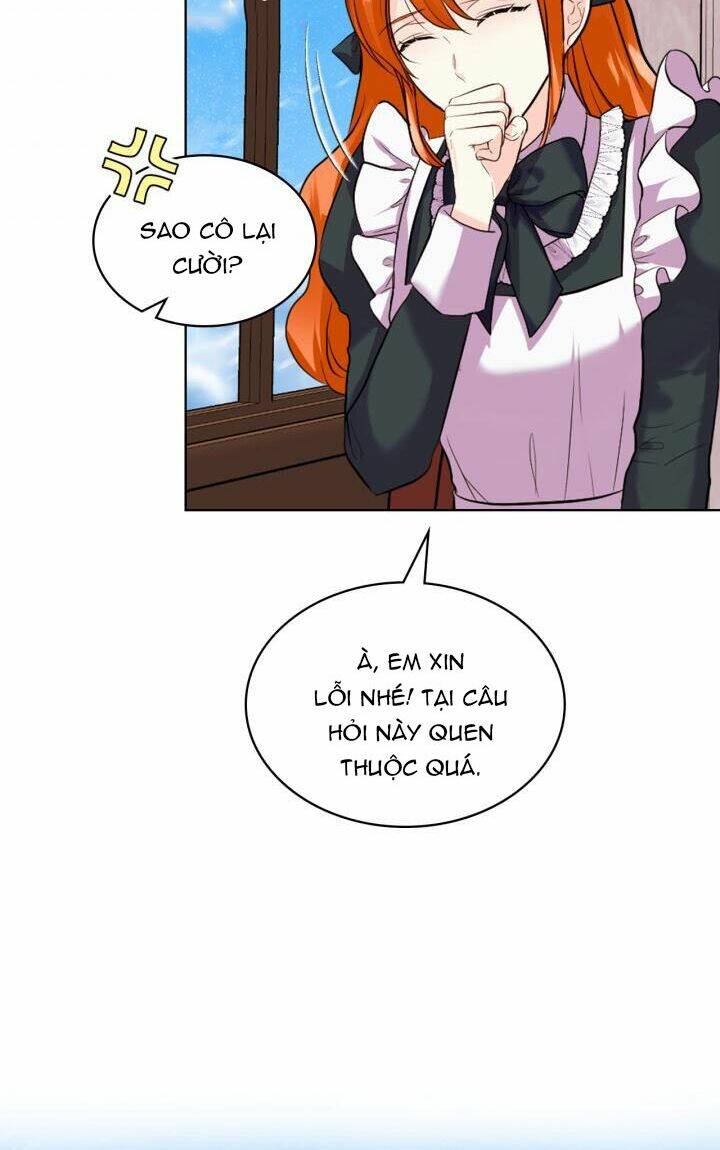 SAO CÔ LẠI
CƯỜI?
À, EM XIN
LỖI NHÉ! TẠI CÂU
HỎI NÀY QUEN
THUỘC QUÁ.